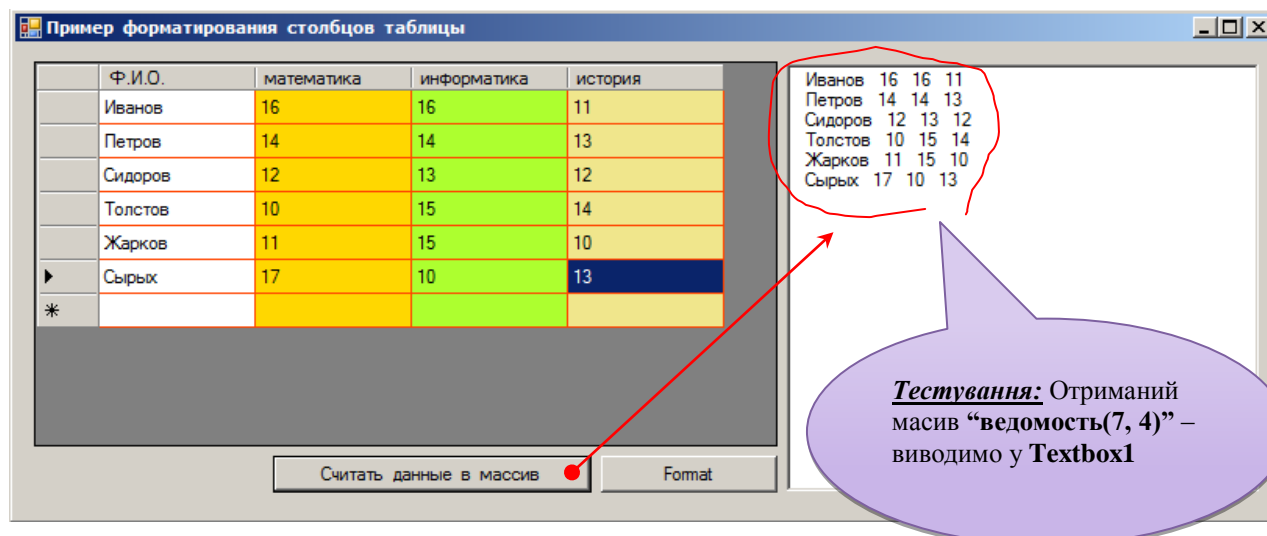 Пример форматирования столбцов таблицы
Ф.И.О. математика информатика история
Иванов 16 16 11
Петров 14 14 13
Сидоров 12 13 12
Толстов 10 15 14
Жарков 11 15 10
Сырых 17 10 13
Считать данные в массив Format
Иванов 16 16 11
Петров 14 14 13
Сидоров 12 13 12
Толстов 10 15 14
Жарков 11 15 10
Сырых 17 10 13
Тестування: Отриманий
масив “ведомость(7, 4)” –
виводимо у Textbox1